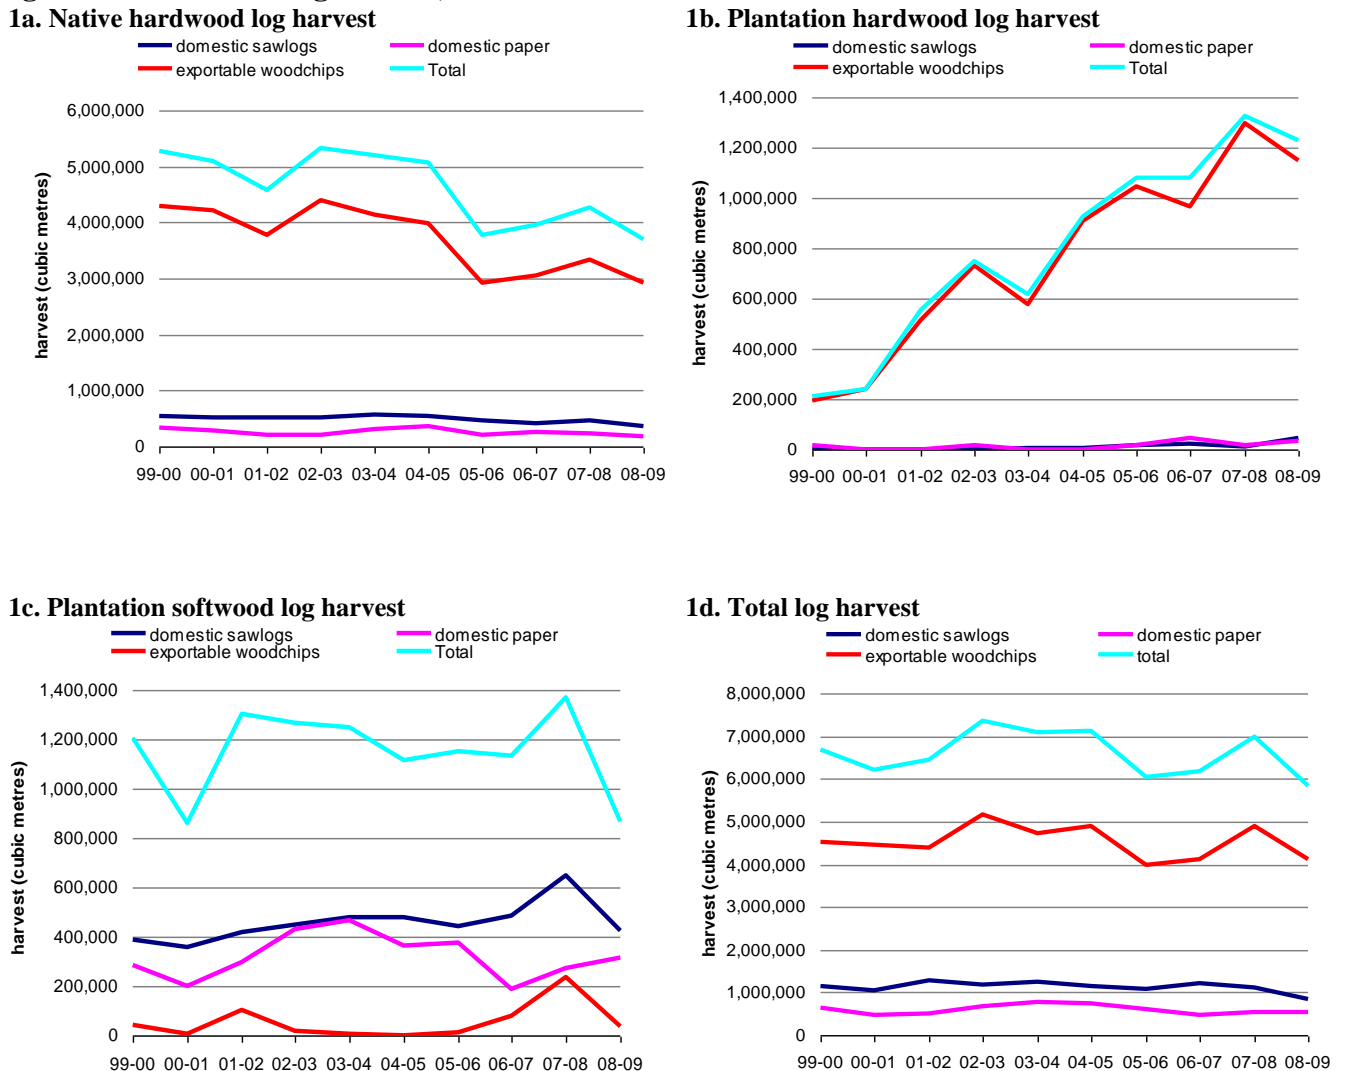 1a. Native hardwood log harvest
domestic sawlogs domestic paper
exportable woodchips Total
harvest (cubic metres)
6,000,000
5,000,000
4,000,000
3,000,000
2,000,000
1,000,000
0
99-00 00-01 01-02 02-03 03-04 04-05 05-06 06-07 07-08 08-09
1b. Plantation hardwood log harvest
domestic sawlogs domestic paper
exportable woodchips Total
harvest (cubic metres)
1,400,000
1,200,000
1,000,000
800,000
600,000
400,000
200,000
0
99-00 00-01 01-02 02-03 03-04 04-05 05-06 06-07 07-08 08-09
1c. Plantation softwood log harvest
domestic sawlogs domestic paper
exportable woodchips Total
harvest (cubic metres)
1,400,000
1,200,000
1,000,000
800,000
600,000
400,000
200,000
0
99-00 00-01 01-02 02-03 03-04 04-05 05-06 06-07 07-08 08-09
1d. Total log harvest
domestic sawlogs domestic paper
exportable woodchips total
harvest (cubic metres)
8,000,000
7,000,000
6,000,000
5,000,000
4,000,000
3,000,000
2,000,000
1,000,000
0
99-00 00-01 01-02 02-03 03-04 04-05 05-06 06-07 07-08 08-09